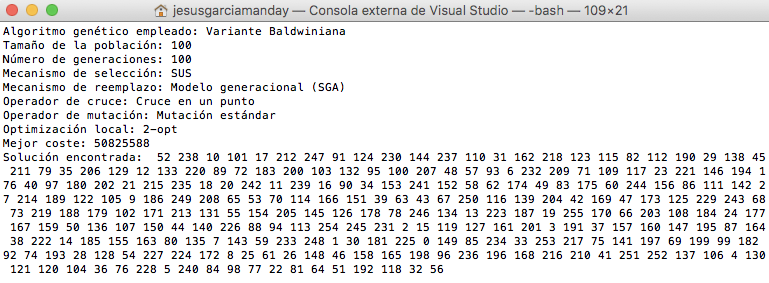 jesusgarciamanday — Consola externa de Visual Studio — -bash — 109×21
Algoritmo genético empleado: Variante Baldwiniana
Tamaño de la población: 100
Número de generaciones: 100
Mecanismo de selección: SUS
Mecanismo de reemplazo: Modelo generacional (SGA)
Operador de cruce: Cruce en un punto
Operador de mutación: Mutación estándar
Optimización local: 2-opt
Mejor coste: 50825588
Solución encontrada:  52 238 10 101 17 212 247 91 124 230 144 237 110 31 162 218 123 115 82 112 190 29 138 45
 211 79 35 206 129 12 133 220 89 72 183 200 103 132 95 100 207 48 57 93 6 232 209 71 109 117 23 221 146 194 1
76 40 97 180 202 21 215 235 18 20 242 11 239 16 90 34 153 241 152 58 62 174 49 83 175 60 244 156 86 111 142 2
7 214 189 122 105 9 186 249 208 65 53 70 114 166 151 39 63 43 67 250 116 139 204 42 169 47 173 125 229 243 68
 73 219 188 179 102 171 213 131 55 154 205 145 126 178 78 246 134 13 223 187 19 255 170 66 203 108 184 24 177
 167 159 50 136 107 150 44 140 226 88 94 113 254 245 231 2 15 119 127 161 201 3 191 37 157 160 147 195 87 164
 38 222 14 185 155 163 80 135 7 143 59 233 248 1 30 181 225 0 149 85 234 33 253 217 75 141 197 69 199 99 182
92 74 193 28 128 54 227 224 172 8 25 61 26 148 46 158 165 198 96 236 196 168 216 210 41 251 252 137 106 4 130
 121 120 104 36 76 228 5 240 84 98 77 22 81 64 51 192 118 32 56